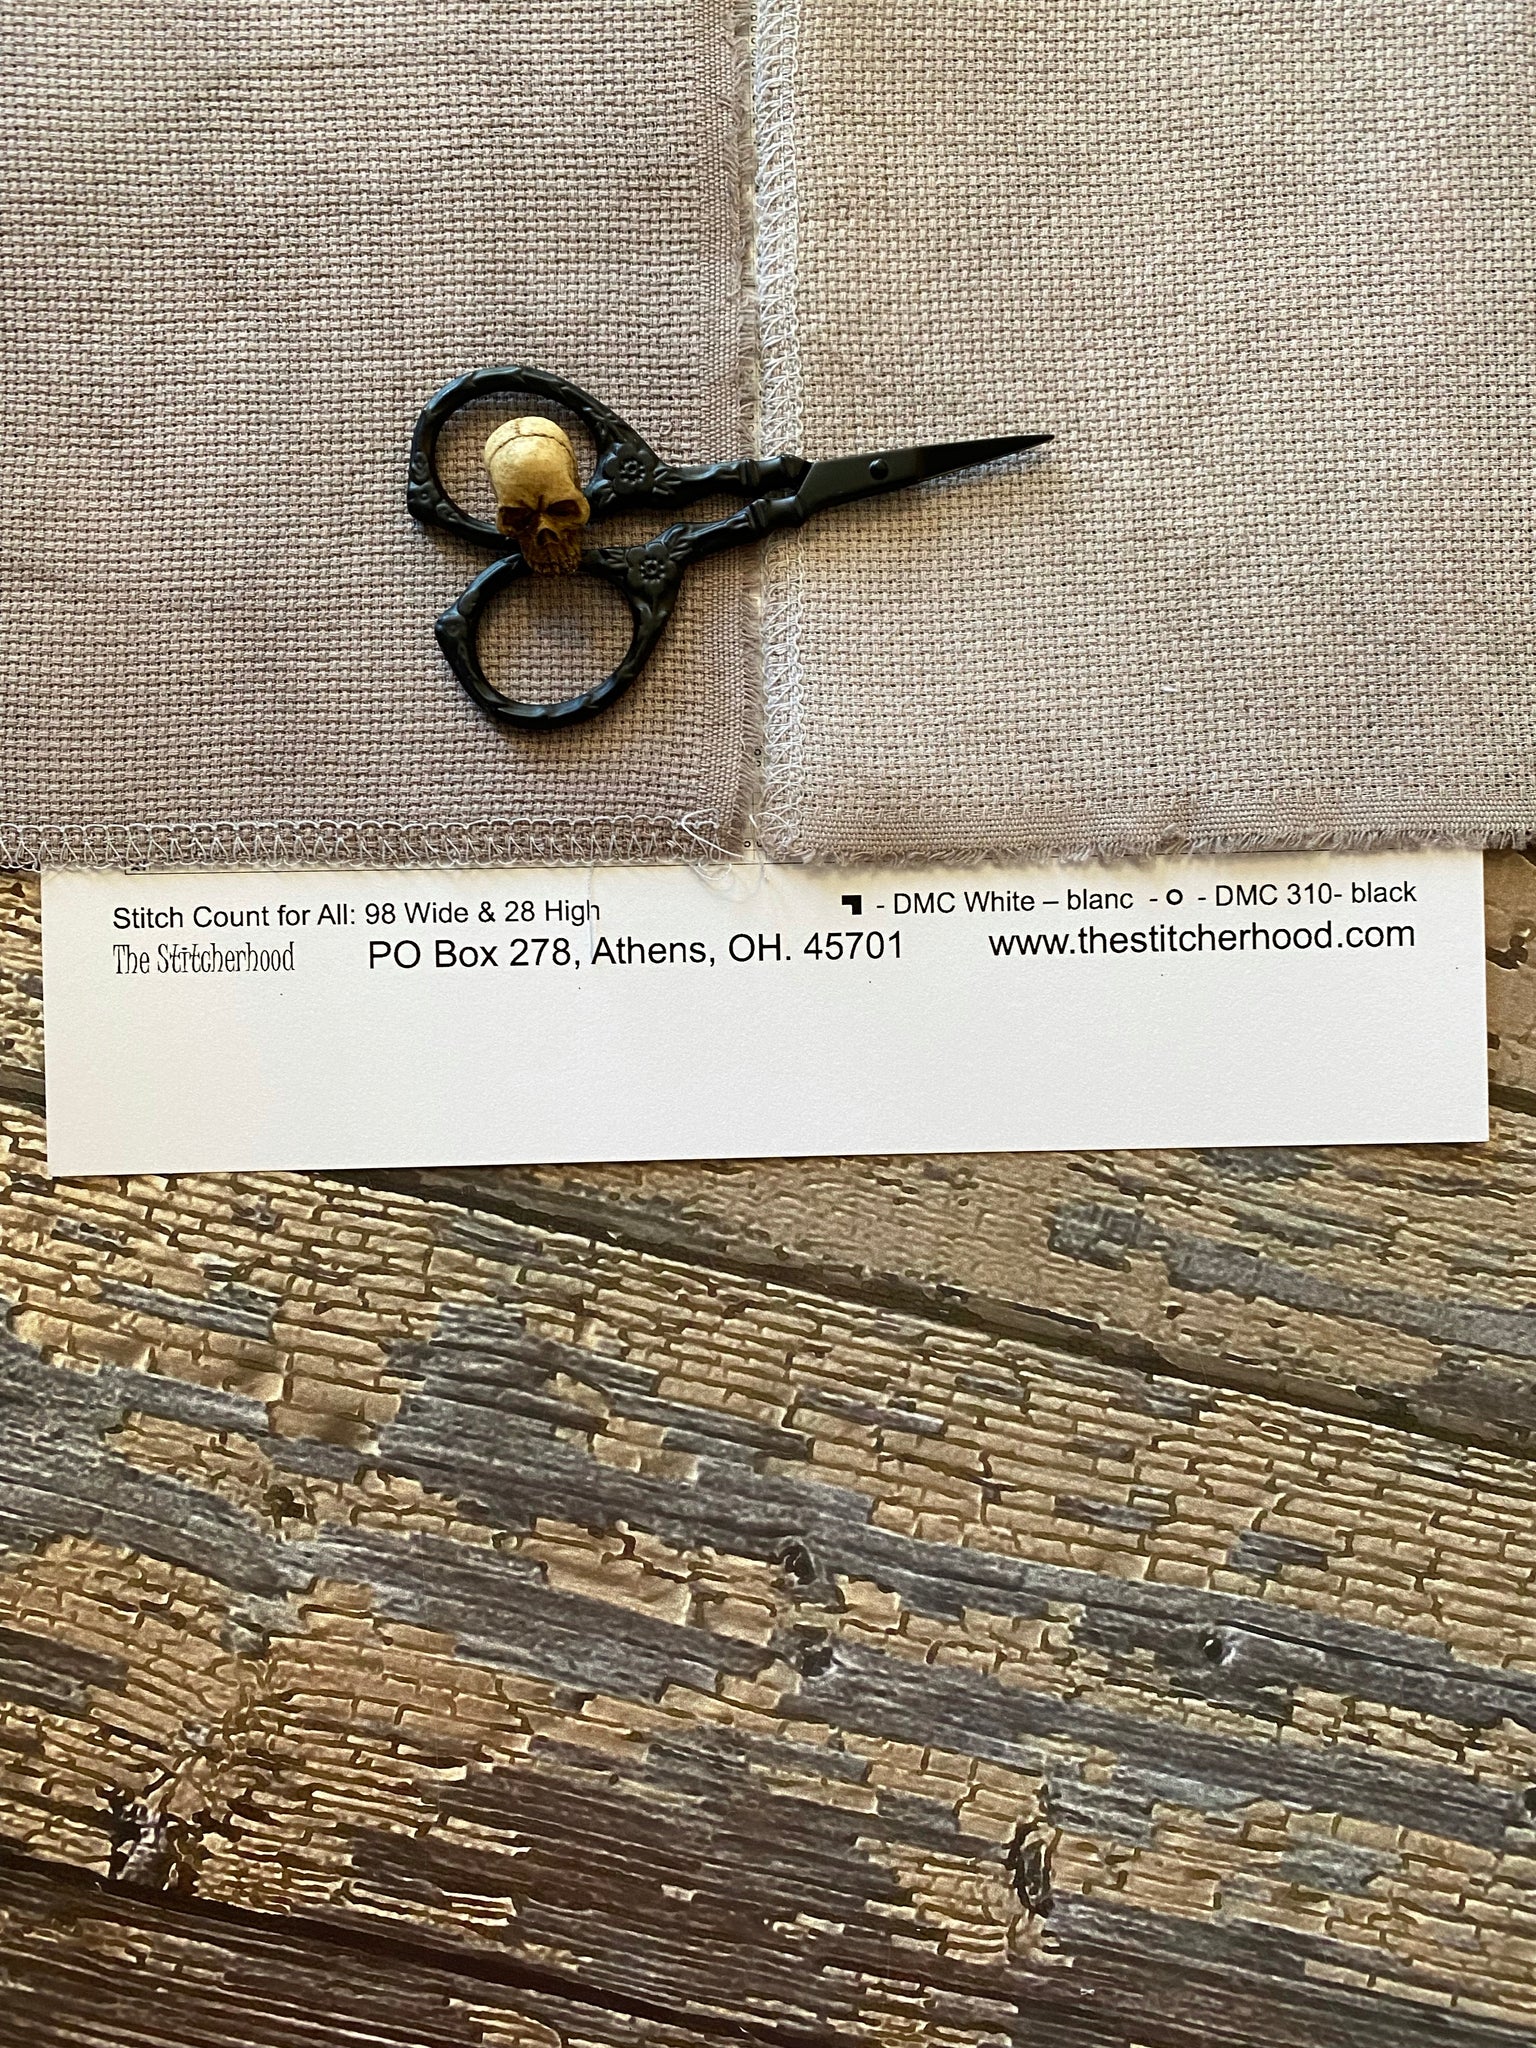 Stitch Count for All: 98 Wide & 28 High - DMC White – blanc - o - DMC 310- black
The Stitcherhood PO Box 278, Athens, OH. 45701 www.thestitcherhood.com